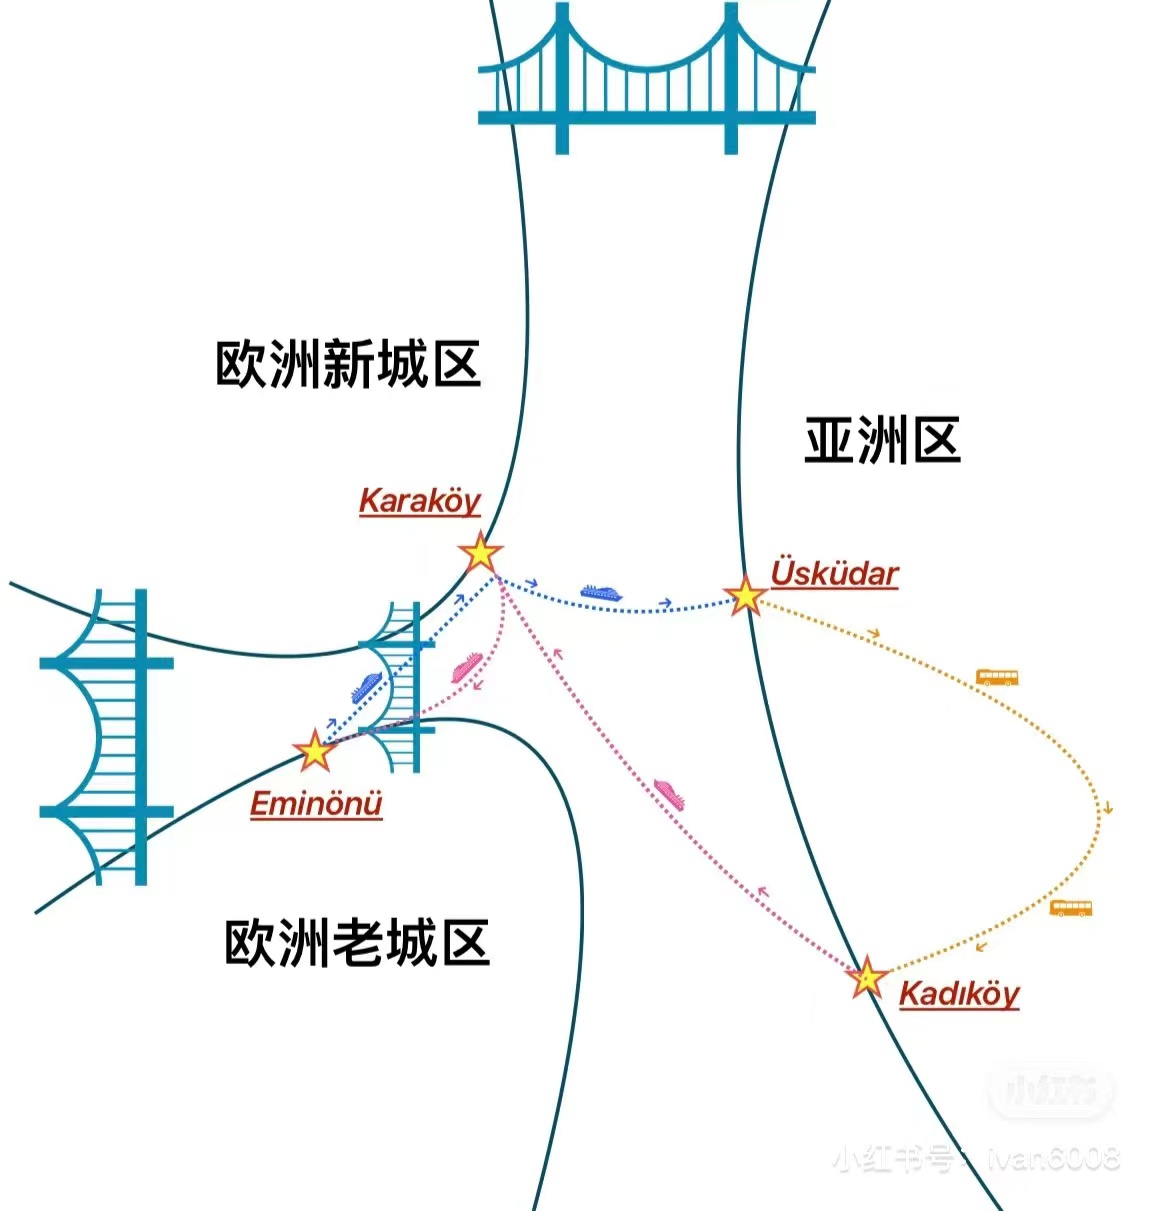 欧洲新城区
亚洲区
Karaköy
Üsküdar
Eminönü
欧洲老城区
Kadıköy
小红书
小红书号：ivan6008